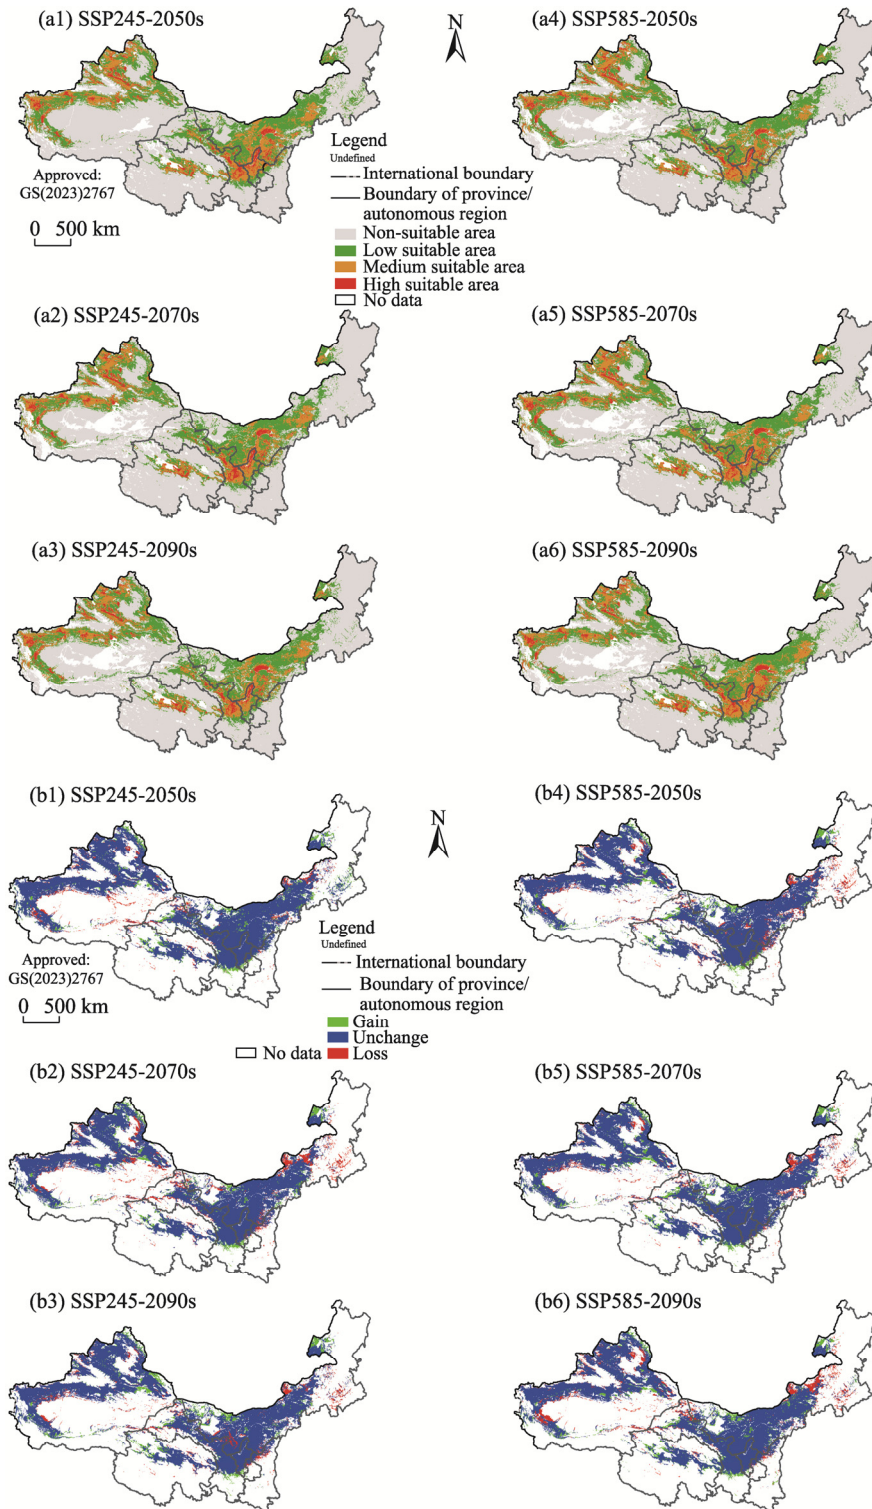 (a1) SSP245-2050s
N
(a4) SSP585-2050s
Legend
Undefined
International boundary
Boundary of province/
autonomous region
Non-suitable area
Low suitable area
Medium suitable area
High suitable area
No data
Approved:
GS(2023)2767
0 500 km
(a2) SSP245-2070s
(a5) SSP585-2070s
(a3) SSP245-2090s
(a6) SSP585-2090s
(b1) SSP245-2050s
N
(b4) SSP585-2050s
Legend
Undefined
International boundary
Boundary of province/
autonomous region
Gain
Unchange
No data
Loss
Approved:
GS(2023)2767
0 500 km
(b2) SSP245-2070s
(b5) SSP585-2070s
(b3) SSP245-2090s
(b6) SSP585-2090s